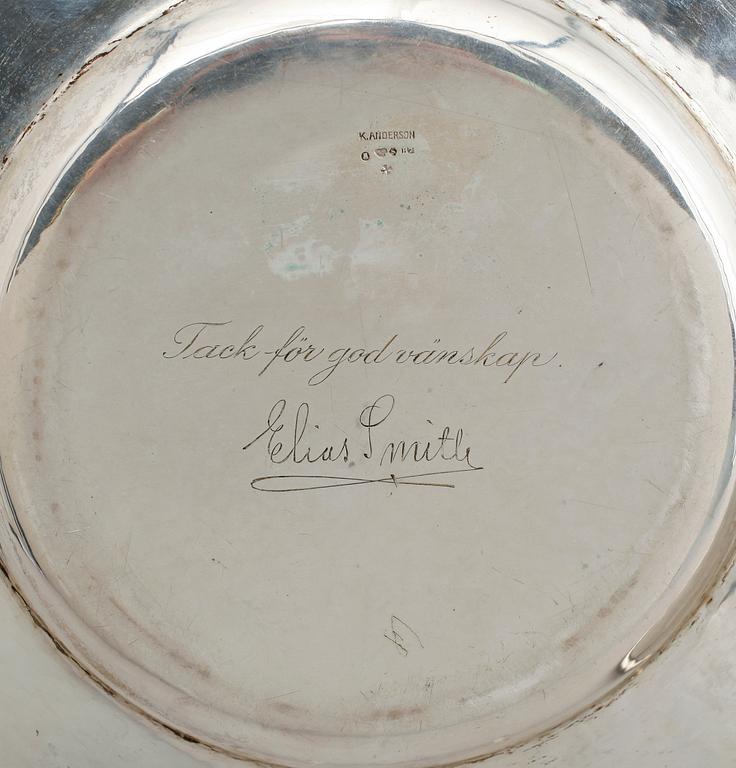 K.ANDERSON
Tack för god vänskap.
Elias Smith